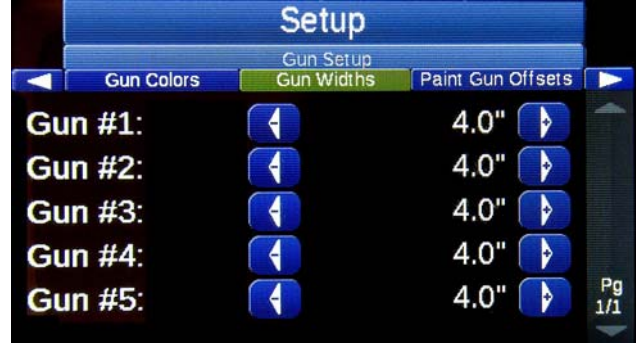 Setup
Gun Setup
Gun Colors Gun Widths Paint Gun Offsets
Gun #1: - 4.0" +
Gun #2: - 4.0" +
Gun #3: - 4.0" +
Gun #4: - 4.0" +
Gun #5: - 4.0" +
Pg
1/1